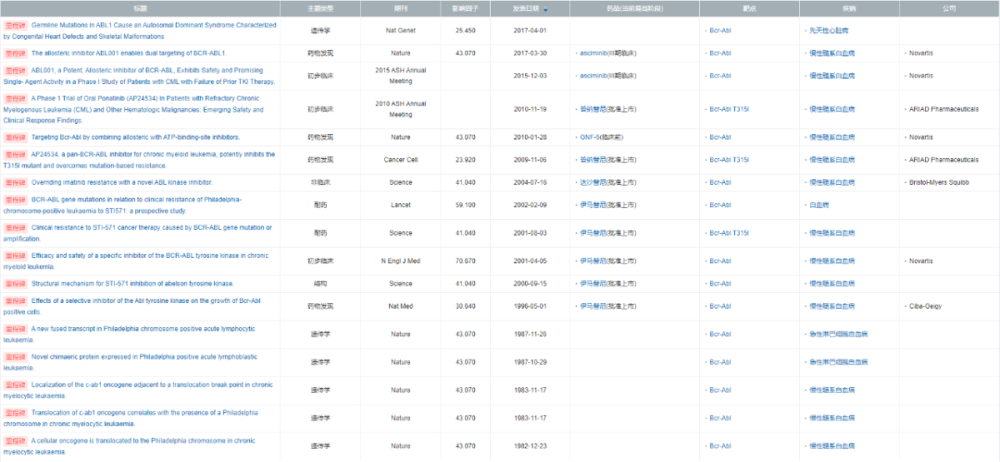 标题 主题类型 期刊 影响因子 发表日期 药品(当前最高阶段) 靶点 疾病 公司
里程碑 Germline Mutations in ABL1 Cause an Autosomal Dominant Syndrome Characterized
by Congenital Heart Defects and Skeletal Malformations 遗传学 Nat Genet 25.450 2017-04-01 Bcr-Abl 先天性心脏病
里程碑 The allosteric inhibitor ABL001 enables dual targeting of BCR-ABL1. 药物发现 Nature 43.070 2017-03-30 asciminib(III期临床) Bcr-Abl 慢性髓系白血病 Novartis
里程碑 ABL001, a Potent, Allosteric Inhibitor of BCR-ABL, Exhibits Safety and Promising
Single- Agent Activity in a Phase I Study of Patients with CML with Failure of Prior TKI Therapy. 初步临床 2015 ASH Annual
Meeting 2015-12-03 asciminib(III期临床) Bcr-Abl 慢性髓系白血病 Novartis
里程碑 A Phase 1 Trial of Oral Ponatinib (AP24534) In Patients with Refractory Chronic
Myelogenous Leukemia (CML) and Other Hematologic Malignancies: Emerging Safety and
Clinical Response Findings. 初步临床 2010 ASH Annual
Meeting 2010-11-19 普纳替尼(批准上市) Bcr-Abl T315I 慢性髓系白血病 ARIAD Pharmaceuticals
里程碑 Targeting Bcr-Abl by combining allosteric with ATP-binding-site inhibitors. 药物发现 Nature 43.070 2010-01-28 GNF-5(临床前) Bcr-Abl 慢性髓系白血病 Novartis
里程碑 AP24534, a pan-BCR-ABL inhibitor for chronic myeloid leukemia, potently inhibits the
T315I mutant and overcomes mutation-based resistance. 药物发现 Cancer Cell 23.920 2009-11-06 普纳替尼(批准上市) Bcr-Abl T315I 慢性髓系白血病 ARIAD Pharmaceuticals
里程碑 Overriding imatinib resistance with a novel ABL kinase inhibitor. 非临床 Science 41.040 2004-07-16 达沙替尼(批准上市) Bcr-Abl 慢性髓系白血病 Bristol-Myers Squibb
里程碑 BCR-ABL gene mutations in relation to clinical resistance of Philadelphia-
chromosome-positive leukaemia to STI571: a prospective study. 耐药 Lancet 59.100 2002-02-09 伊马替尼(批准上市) Bcr-Abl 白血病
里程碑 Clinical resistance to STI-571 cancer therapy caused by BCR-ABL gene mutation or
amplification. 耐药 Science 41.040 2001-08-03 伊马替尼(批准上市) Bcr-Abl T315I 慢性髓系白血病
里程碑 Efficacy and safety of a specific inhibitor of the BCR-ABL tyrosine kinase in chronic
myeloid leukemia. 初步临床 N Engl J Med 70.670 2001-04-05 伊马替尼(批准上市) Bcr-Abl 慢性髓系白血病 Novartis
里程碑 Structural mechanism for STI-571 inhibition of abelson tyrosine kinase. 结构 Science 41.040 2000-09-15 伊马替尼(批准上市) Bcr-Abl 慢性髓系白血病
里程碑 Effects of a selective inhibitor of the Abl tyrosine kinase on the growth of Bcr-Abl
positive cells. 药物发现 Nat Med 30.640 1996-05-01 伊马替尼(批准上市) Bcr-Abl 慢性髓系白血病 Ciba-Geigy
里程碑 A new fused transcript in Philadelphia chromosome positive acute lymphocytic
leukaemia. 遗传学 Nature 43.070 1987-11-26 Bcr-Abl 急性淋巴细胞白血病
里程碑 Novel chimaeric protein expressed in Philadelphia positive acute lymphoblastic
leukaemia. 遗传学 Nature 43.070 1987-10-29 Bcr-Abl 急性淋巴细胞白血病
里程碑 Localization of the c-ab1 oncogene adjacent to a translocation break point in chronic
myelocytic leukaemia. 遗传学 Nature 43.070 1983-11-17 Bcr-Abl 慢性髓系白血病
里程碑 Translocation of c-ab1 oncogene correlates with the presence of a Philadelphia
chromosome in chronic myelocytic leukaemia. 遗传学 Nature 43.070 1983-11-17 Bcr-Abl 慢性髓系白血病
里程碑 A cellular oncogene is translocated to the Philadelphia chromosome in chronic
myelocytic leukaemia. 遗传学 Nature 43.070 1982-12-23 Bcr-Abl 慢性髓系白血病